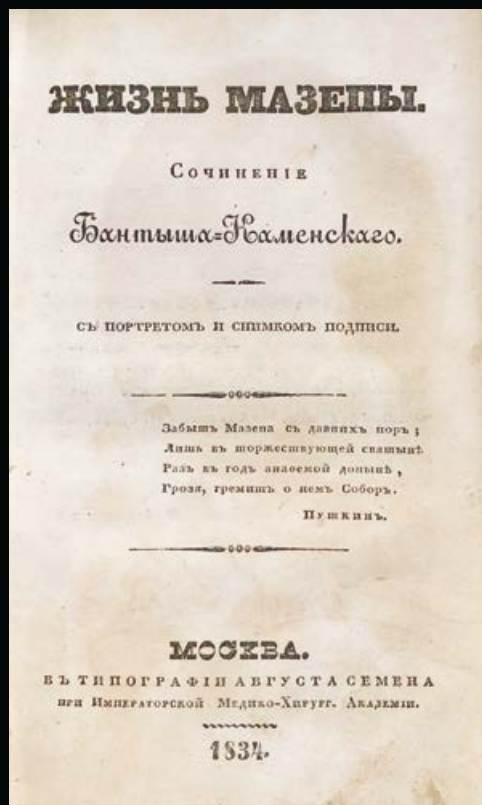 ЖИЗНЬ МАЗЕПЫ.
СОЧИНЕНІЕ
Бантыша=Каменскаго.
СЪ ПОРТРЕТОМЪ И СНИМКОМЪ ПОДПИСИ.
Забытъ Мазепа съ давнихъ поръ;
Лишь въ торжествующей святынѣ
Разъ въ годъ анаѳемой донынѣ,
Грозя, гремитъ о немъ Соборъ.
ПУШКИНЪ.
МОСКВА.
ВЪ ТИПОГРАФІИ АВГУСТА СЕМЕНА
ПРИ ИМПЕРАТОРСКОЙ МЕДИКО-ХИРУРГ. АКАДЕМІИ.
1834.